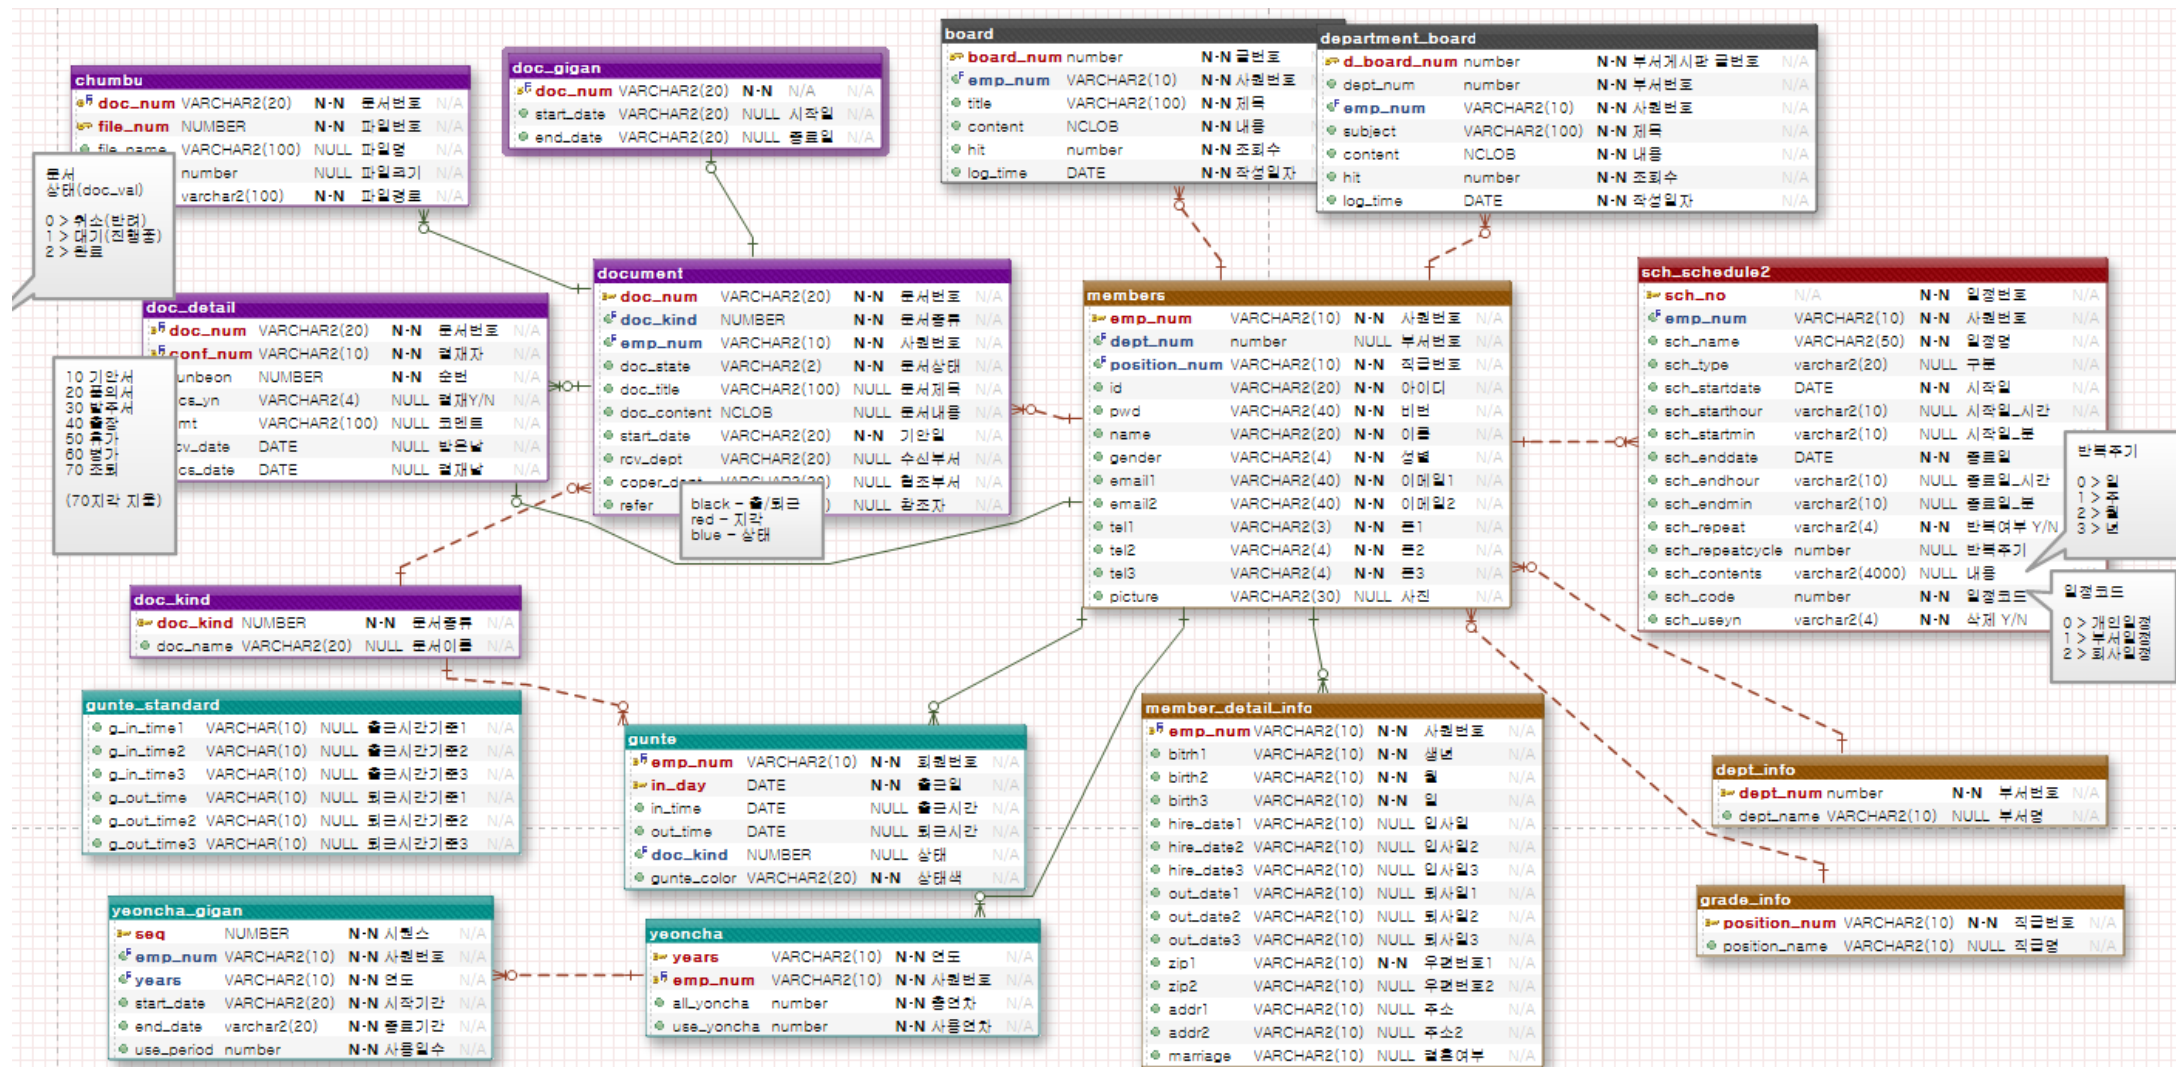 chumbu
doc_num VARCHAR2(20) N-N 문서번호 N/A
file_num NUMBER N-N 파일번호 N/A
file_name VARCHAR2(100) NULL 파일명 N/A
number NULL 파일크기 N/A
varchar2(100) N-N 파일경로 N/A
문서
상태(doc_val)
0 > 취소(반려)
1 > 대기(진행중)
2 > 완료
doc_gigan
doc_num VARCHAR2(20) N-N N/A N/A
start_date VARCHAR2(20) NULL 시작일 N/A
end_date VARCHAR2(20) NULL 종료일 N/A
board
board_num number N-N 글번호
emp_num VARCHAR2(10) N-N 사원번호
title VARCHAR2(100) N-N 제목
content NCLOB N-N 내용
hit number N-N 조회수
log_time DATE N-N 작성일자
department_board
d_board_num number N-N 부서게시판 글번호 N/A
dept_num number N-N 부서번호 N/A
emp_num VARCHAR2(10) N-N 사원번호 N/A
subject VARCHAR2(100) N-N 제목 N/A
content NCLOB N-N 내용 N/A
hit number N-N 조회수 N/A
log_time DATE N-N 작성일자 N/A
doc_detail
doc_num VARCHAR2(20) N-N 문서번호 N/A
conf_num VARCHAR2(10) N-N 결재자 N/A
unbeon NUMBER N-N 순번 N/A
cs_yn VARCHAR2(4) NULL 결재Y/N N/A
mt VARCHAR2(100) NULL 코멘트 N/A
cv_date DATE NULL 받은날 N/A
cs_date DATE NULL 결재날 N/A
10 기안서
20 품의서
30 발주서
40 출장
50 휴가
60 병가
70 조퇴
(70지각 지움)
document
doc_num VARCHAR2(20) N-N 문서번호 N/A
doc_kind NUMBER N-N 문서종류 N/A
emp_num VARCHAR2(10) N-N 사원번호 N/A
doc_state VARCHAR2(2) N-N 문서상태 N/A
doc_title VARCHAR2(100) NULL 문서제목 N/A
doc_content NCLOB NULL 문서내용 N/A
start_date VARCHAR2(20) N-N 기안일 N/A
rcv_dept VARCHAR2(20) NULL 수신부서 N/A
coper_dept VARCHAR2(20) NULL 협조부서 N/A
refer ) NULL 참조자 N/A
black - 출/퇴근
red - 지각
blue - 상태
members
emp_num VARCHAR2(10) N-N 사원번호 N/A
dept_num number NULL 부서번호 N/A
position_num VARCHAR2(10) N-N 직급번호 N/A
id VARCHAR2(20) N-N 아이디 N/A
pwd VARCHAR2(40) N-N 비번 N/A
name VARCHAR2(20) N-N 이름 N/A
gender VARCHAR2(4) N-N 성별 N/A
email1 VARCHAR2(40) N-N 이메일1 N/A
email2 VARCHAR2(40) N-N 이메일2 N/A
tel1 VARCHAR2(3) N-N 폰1 N/A
tel2 VARCHAR2(4) N-N 폰2 N/A
tel3 VARCHAR2(4) N-N 폰3 N/A
picture VARCHAR2(30) NULL 사진 N/A
sch_schedule2
sch_no N/A N-N 일정번호 N/A
emp_num VARCHAR2(10) N-N 사원번호 N/A
sch_name VARCHAR2(50) N-N 일정명 N/A
sch_type varchar2(20) NULL 구분 N/A
sch_startdate DATE N-N 시작일 N/A
sch_starthour varchar2(10) NULL 시작일_시간 N/A
sch_startmin varchar2(10) NULL 시작일_분
sch_enddate DATE N-N 종료일
sch_endhour varchar2(10) NULL 종료일_시간
sch_endmin varchar2(10) NULL 종료일_분
sch_repeat varchar2(4) N-N 반복여부 Y/N
sch_repeatcycle number NULL 반복주기
sch_contents varchar2(4000) NULL 내용
sch_code number N-N 일정코드
sch_useyn varchar2(4) N-N 삭제 Y/N
반복주기
0 > 일
1 > 주
2 > 월
3 > 년
일정코드
0 > 개인일정
1 > 부서일정
2 > 회사일정
doc_kind
doc_kind NUMBER N-N 문서종류 N/A
doc_name VARCHAR2(20) NULL 문서이름 N/A
gunte_standard
g_in_time1 VARCHAR(10) NULL 출근시간기준1 N/A
g_in_time2 VARCHAR(10) NULL 출근시간기준2 N/A
g_in_time3 VARCHAR(10) NULL 출근시간기준3 N/A
g_out_time VARCHAR(10) NULL 퇴근시간기준1 N/A
g_out_time2 VARCHAR(10) NULL 퇴근시간기준2 N/A
g_out_time3 VARCHAR(10) NULL 퇴근시간기준3 N/A
gunte
emp_num VARCHAR2(10) N-N 회원번호 N/A
in_day DATE N-N 출근일 N/A
in_time DATE NULL 출근시간 N/A
out_time DATE NULL 퇴근시간 N/A
doc_kind NUMBER NULL 상태 N/A
gunte_color VARCHAR2(20) N-N 상태색 N/A
member_detail_info
emp_num VARCHAR2(10) N-N 사원번호 N/A
bitrh1 VARCHAR2(10) N-N 생년 N/A
birth2 VARCHAR2(10) N-N 월 N/A
birth3 VARCHAR2(10) N-N 일 N/A
hire_date1 VARCHAR2(10) NULL 입사일 N/A
hire_date2 VARCHAR2(10) NULL 입사일2 N/A
hire_date3 VARCHAR2(10) NULL 입사일3 N/A
out_date1 VARCHAR2(10) NULL 퇴사일1 N/A
out_date2 VARCHAR2(10) NULL 퇴사일2 N/A
out_date3 VARCHAR2(10) NULL 퇴사일3 N/A
zip1 VARCHAR2(10) N-N 우편번호1 N/A
zip2 VARCHAR2(10) NULL 우편번호2 N/A
addr1 VARCHAR2(10) NULL 주소 N/A
addr2 VARCHAR2(10) NULL 주소2 N/A
marriage VARCHAR2(10) NULL 결혼여부 N/A
dept_info
dept_num number N-N 부서번호 N/A
dept_name VARCHAR2(10) NULL 부서명 N/A
grade_info
position_num VARCHAR2(10) N-N 직급번호 N/A
position_name VARCHAR2(10) NULL 직급명 N/A
yeoncha_gigan
seq NUMBER N-N 시퀀스 N/A
emp_num VARCHAR2(10) N-N 사원번호 N/A
years VARCHAR2(10) N-N 연도 N/A
start_date VARCHAR2(20) N-N 시작기간 N/A
end_date varchar2(20) N-N 종료기간 N/A
use_period number N-N 사용일수 N/A
yeoncha
years VARCHAR2(10) N-N 연도 N/A
emp_num VARCHAR2(10) N-N 사원번호 N/A
all_yoncha number N-N 총연차 N/A
use_yoncha number N-N 사용연차 N/A